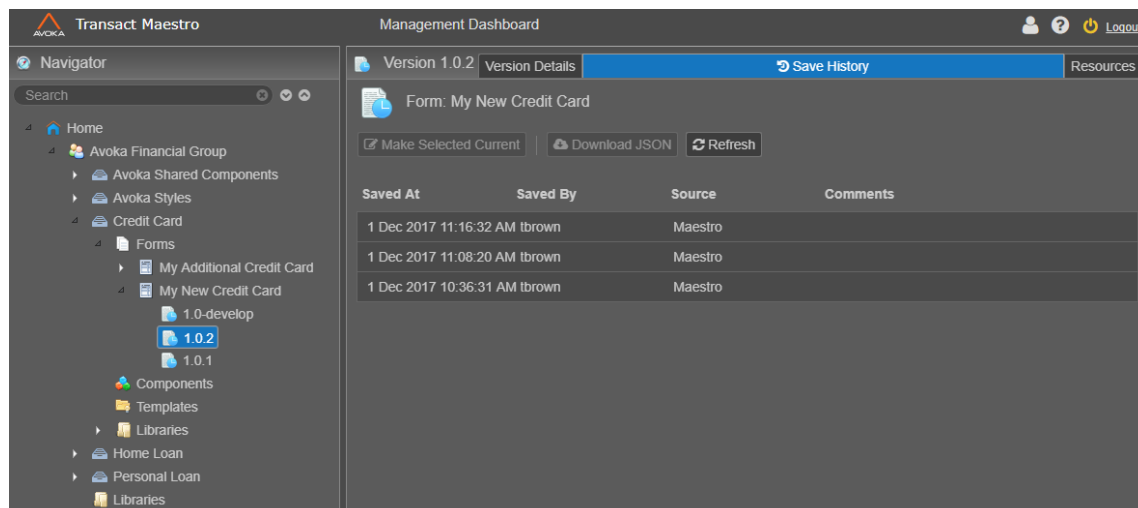 AVOKA Transact Maestro Management Dashboard Logou
Navigator
Search
Home
Avoka Financial Group
Avoka Shared Components
Avoka Styles
Credit Card
Forms
My Additional Credit Card
My New Credit Card
1.0-develop
1.0.2
1.0.1
Components
Templates
Libraries
Home Loan
Personal Loan
Libraries
Version 1.0.2 Version Details Save History Resources
Form: My New Credit Card
Make Selected Current Download JSON Refresh
Saved At Saved By Source Comments
1 Dec 2017 11:16:32 AM tbrown Maestro
1 Dec 2017 11:08:20 AM tbrown Maestro
1 Dec 2017 10:36:31 AM tbrown Maestro